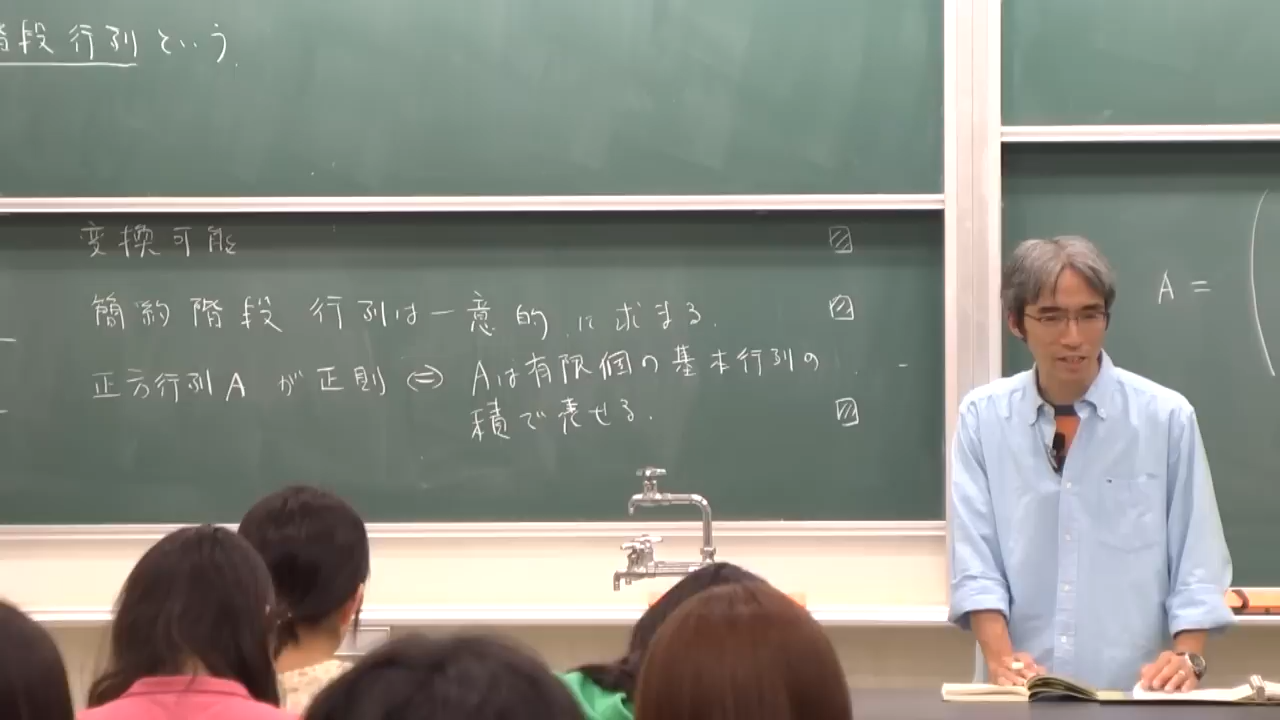 階段行列という.
変換可能
簡約階段行列は一意的に求まる.
正方行列Aが正則⇔Aは有限個の基本行列の
積で表せる.
A=(